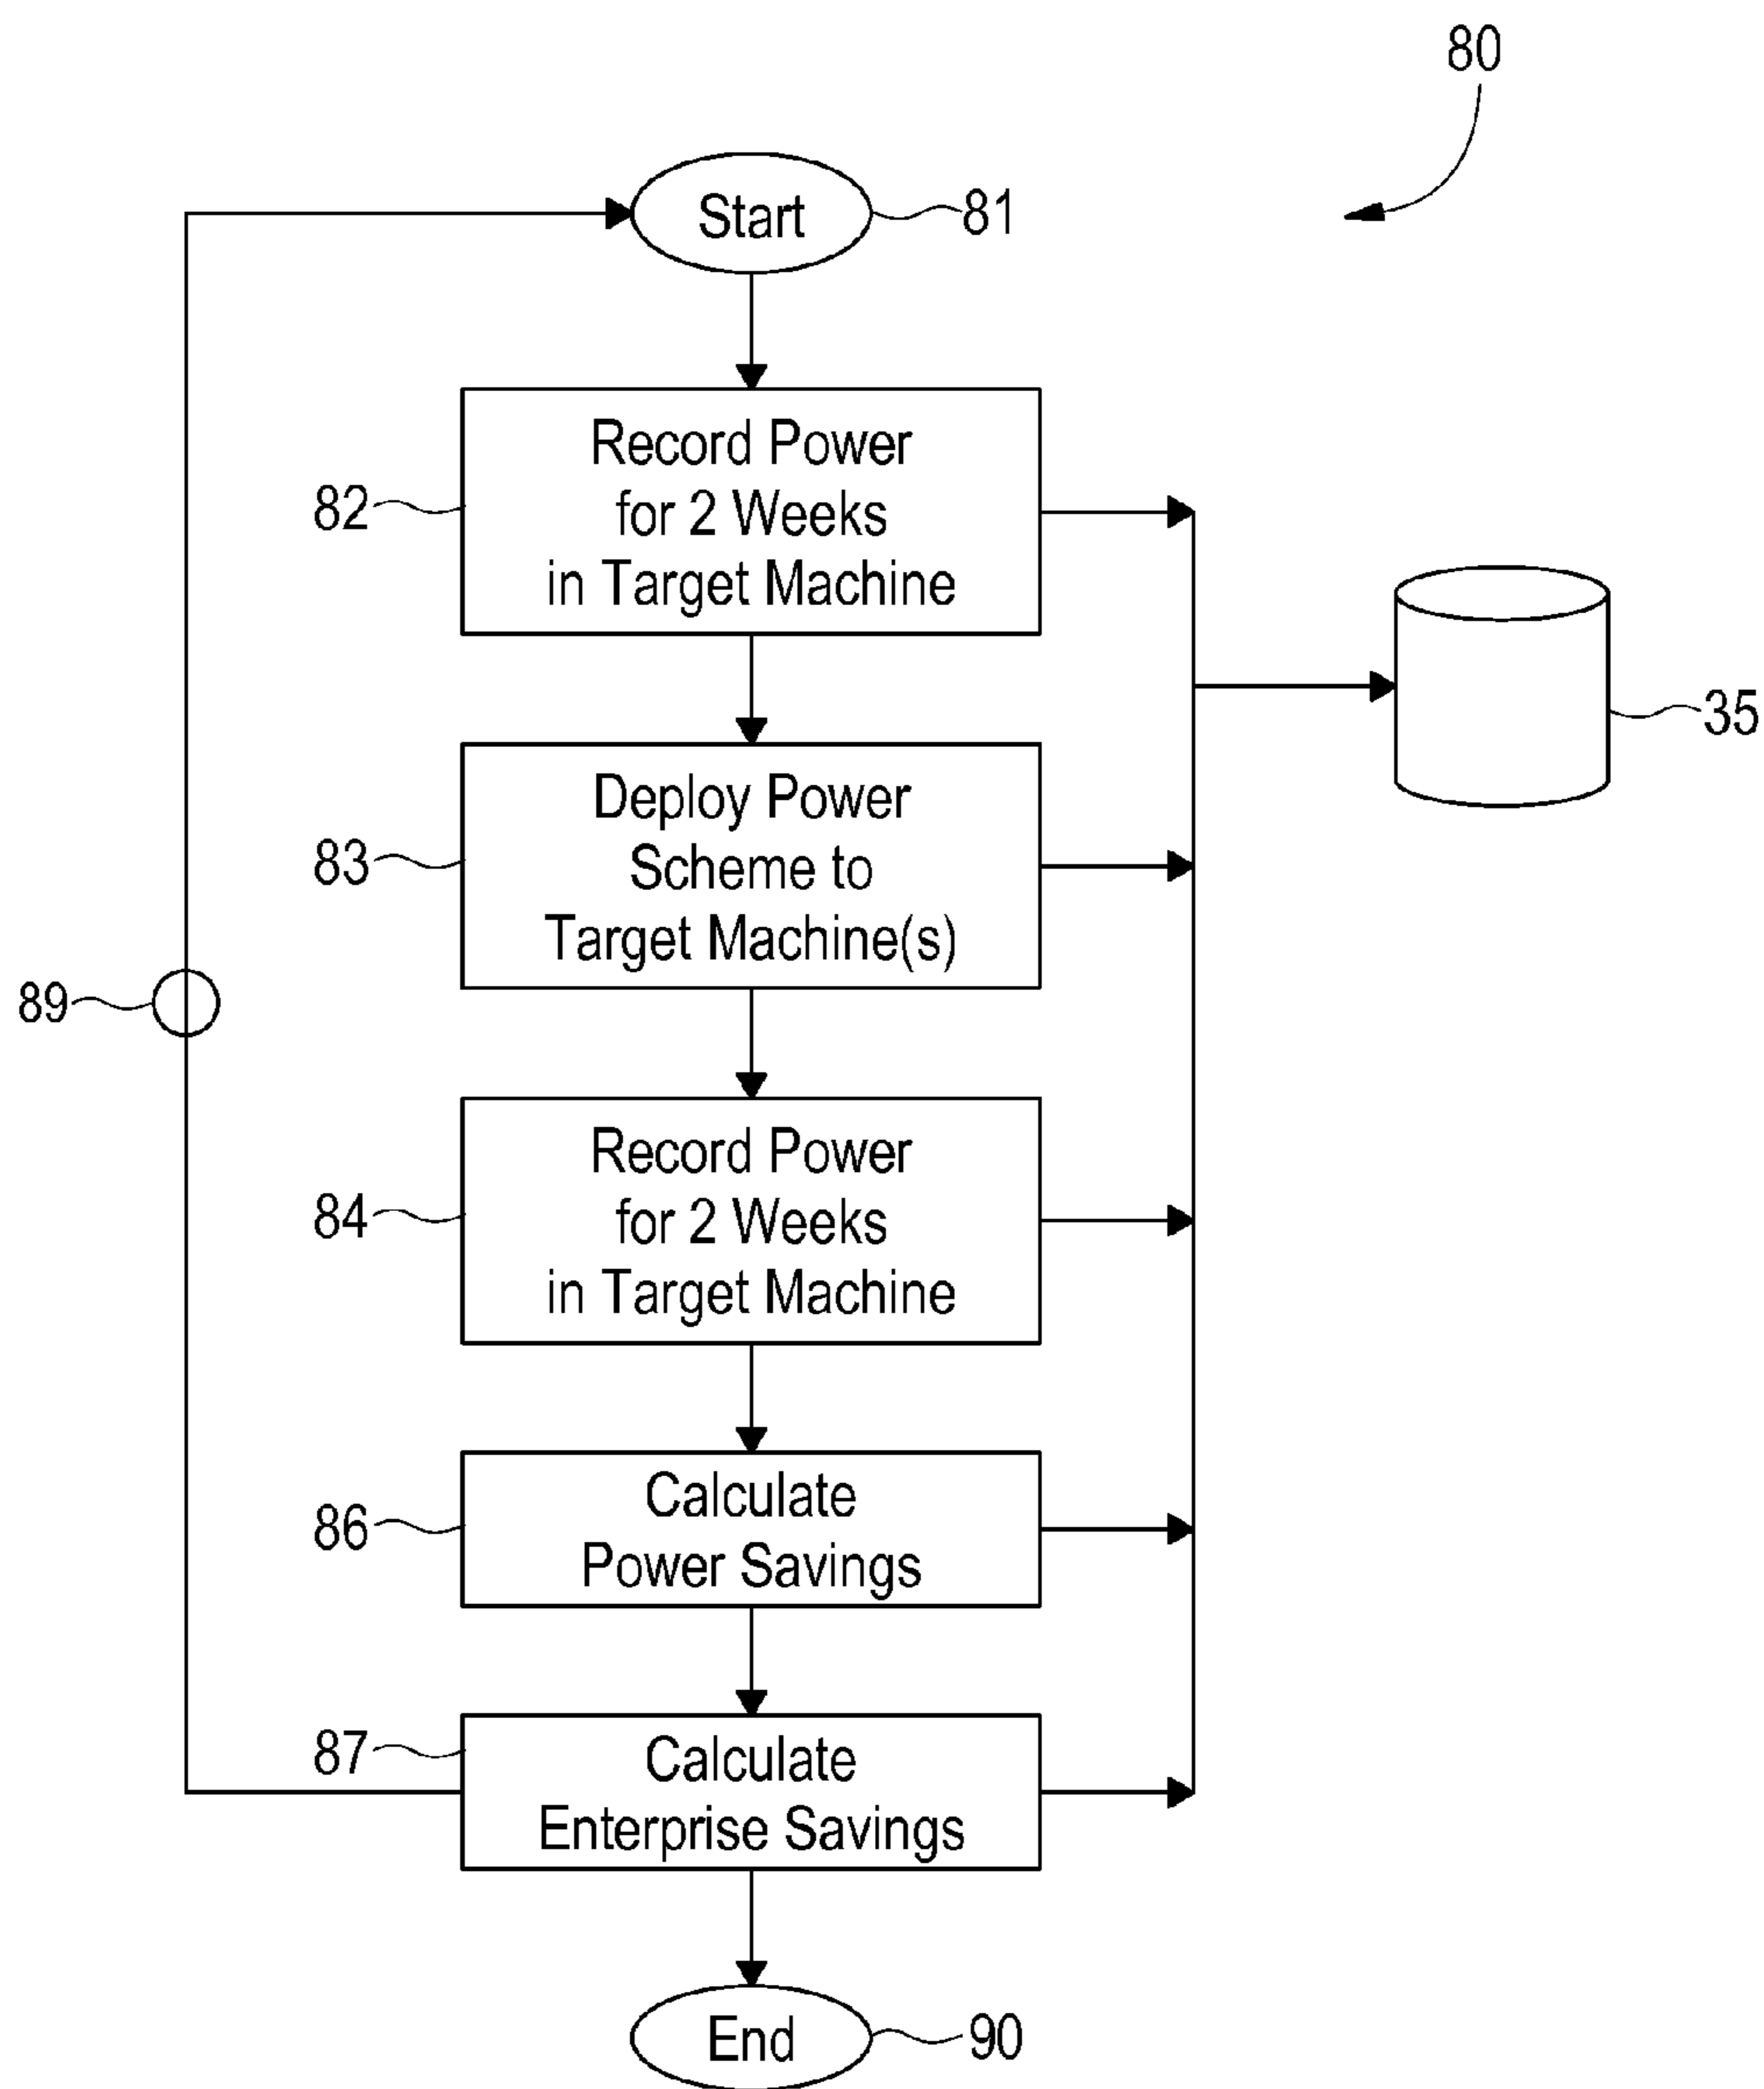 80
Start
81
Record Power
for 2 Weeks
in Target Machine
82
35
Deploy Power
Scheme to
Target Machine(s)
83
89
Record Power
for 2 Weeks
in Target Machine
84
Calculate
Power Savings
86
Calculate
Enterprise Savings
87
End
90